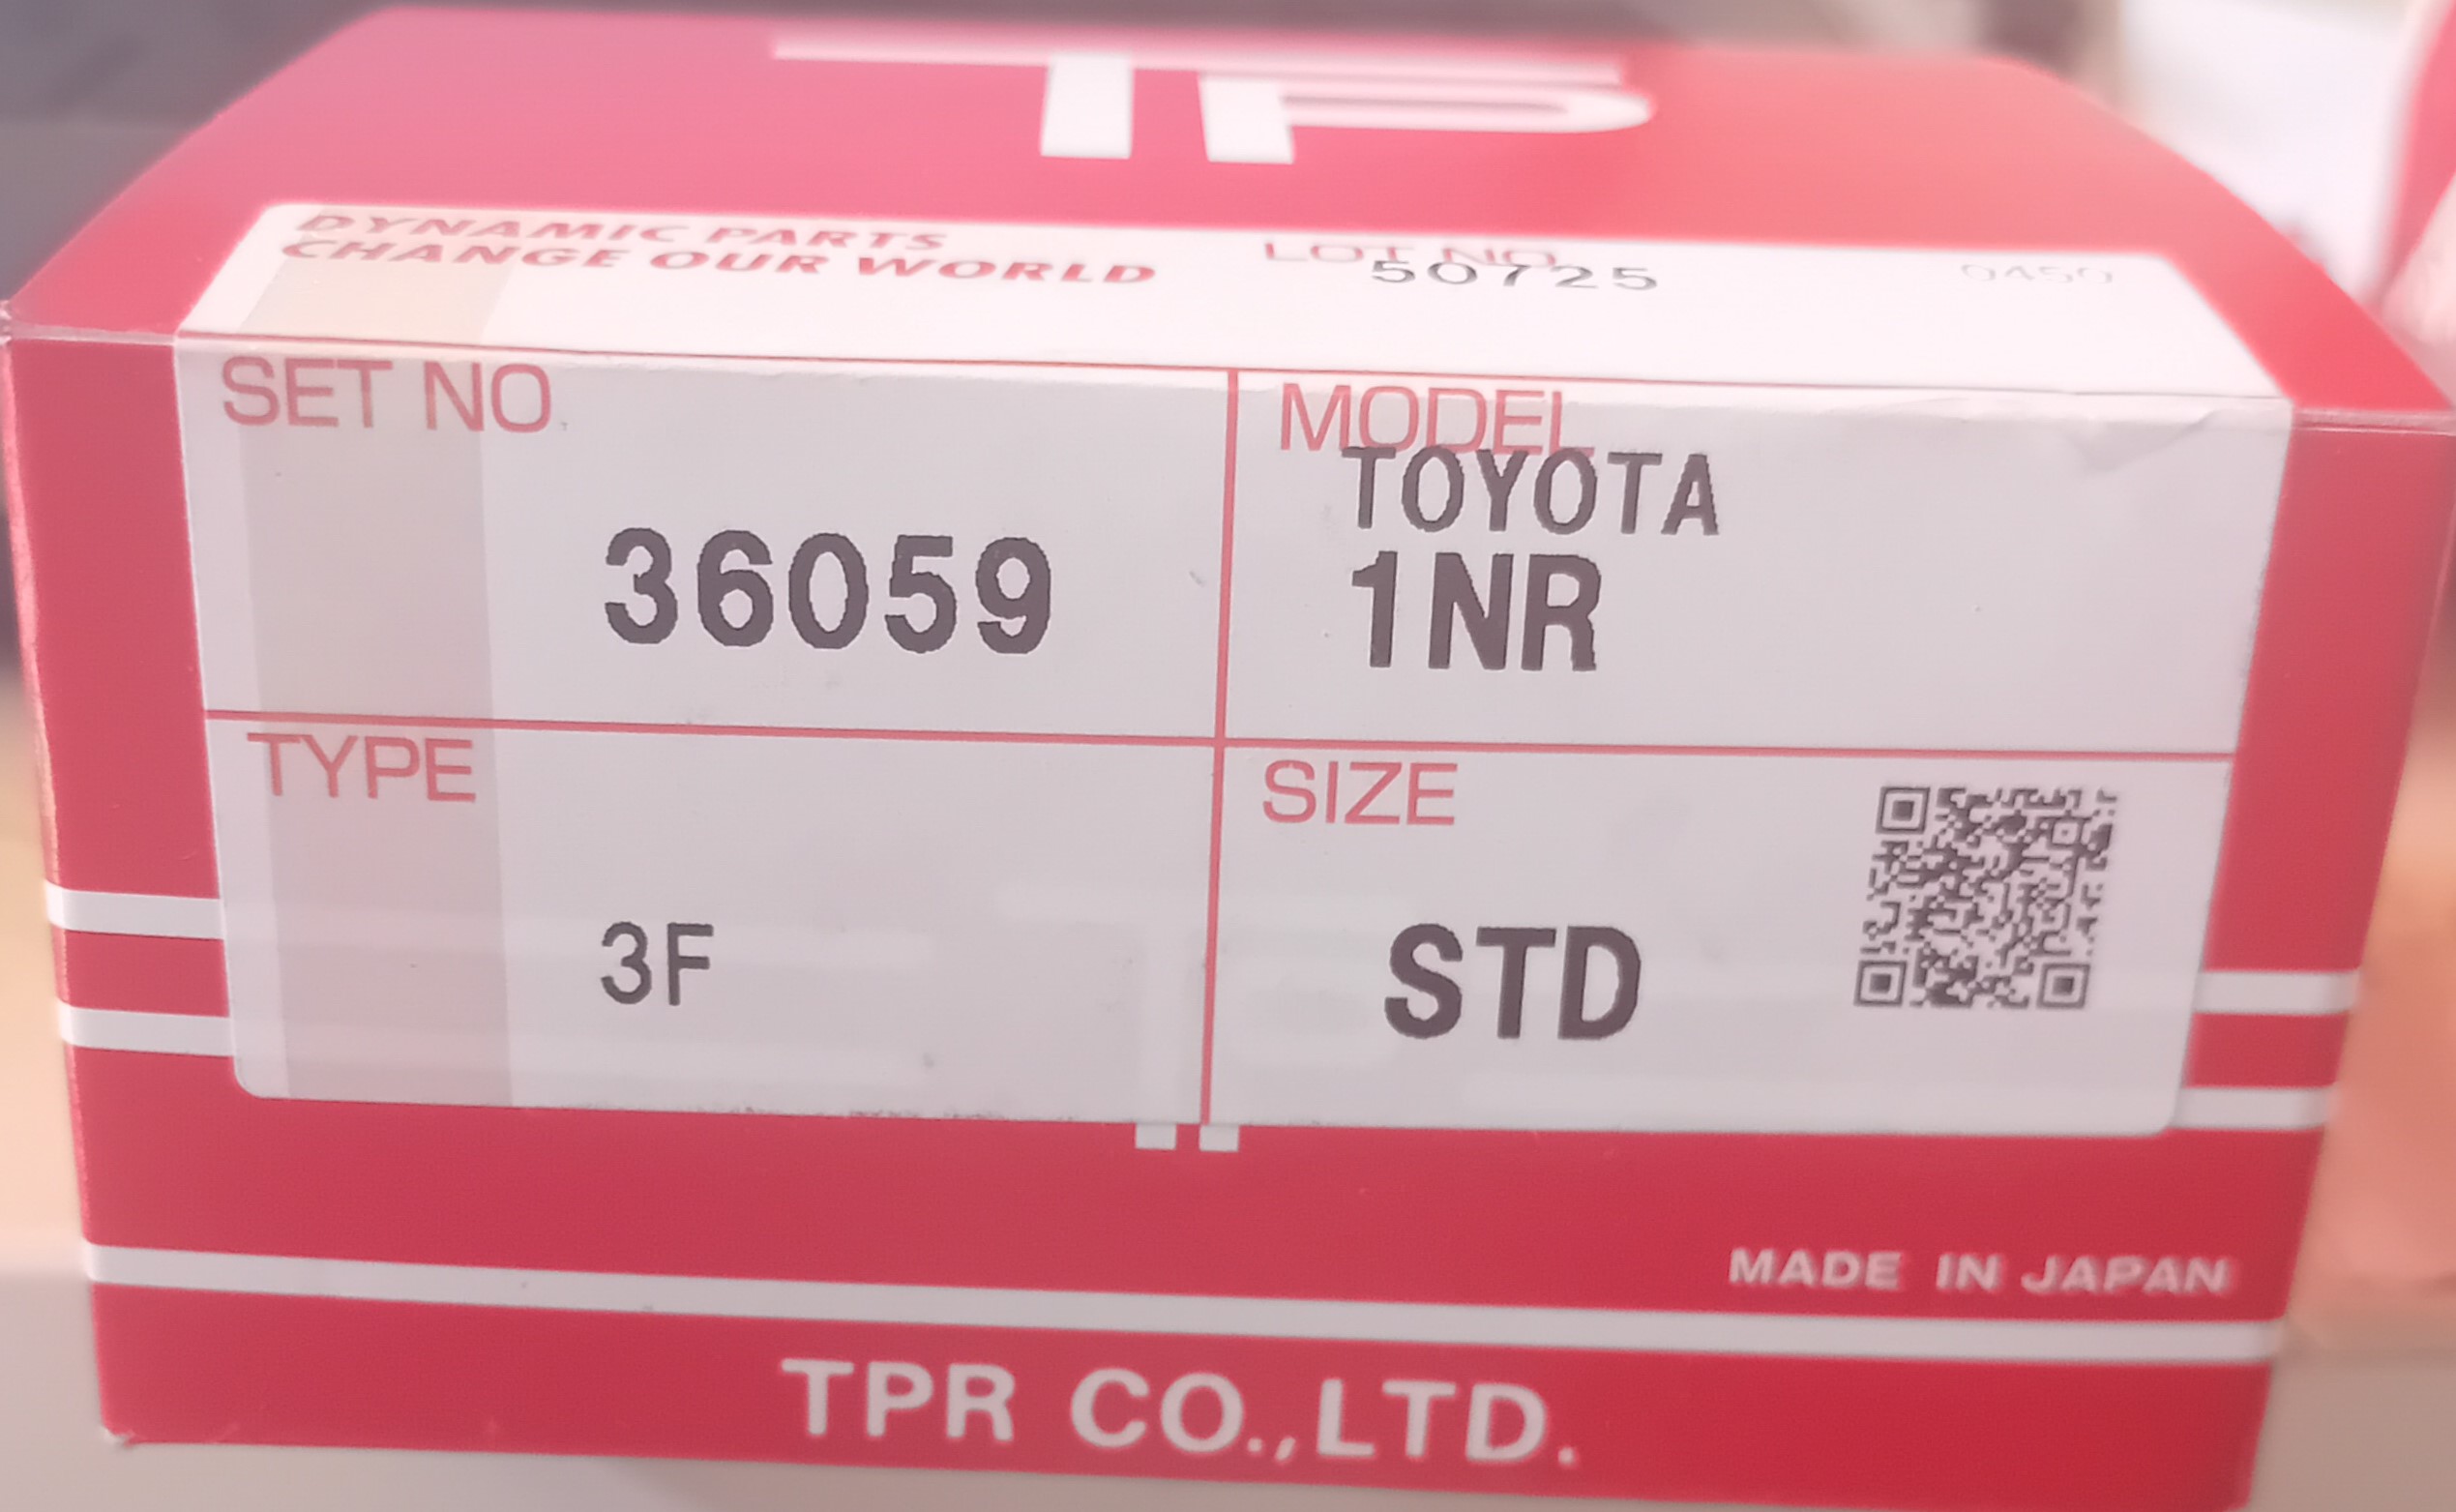 TP
DYNAMIC PARTS
CHANGE OUR WORLD
LOT NO.
50725
0450
SET NO.
36059
MODEL
TOYOTA
1NR
TYPE
3F
SIZE
STD
MADE IN JAPAN
TPR CO.,LTD.